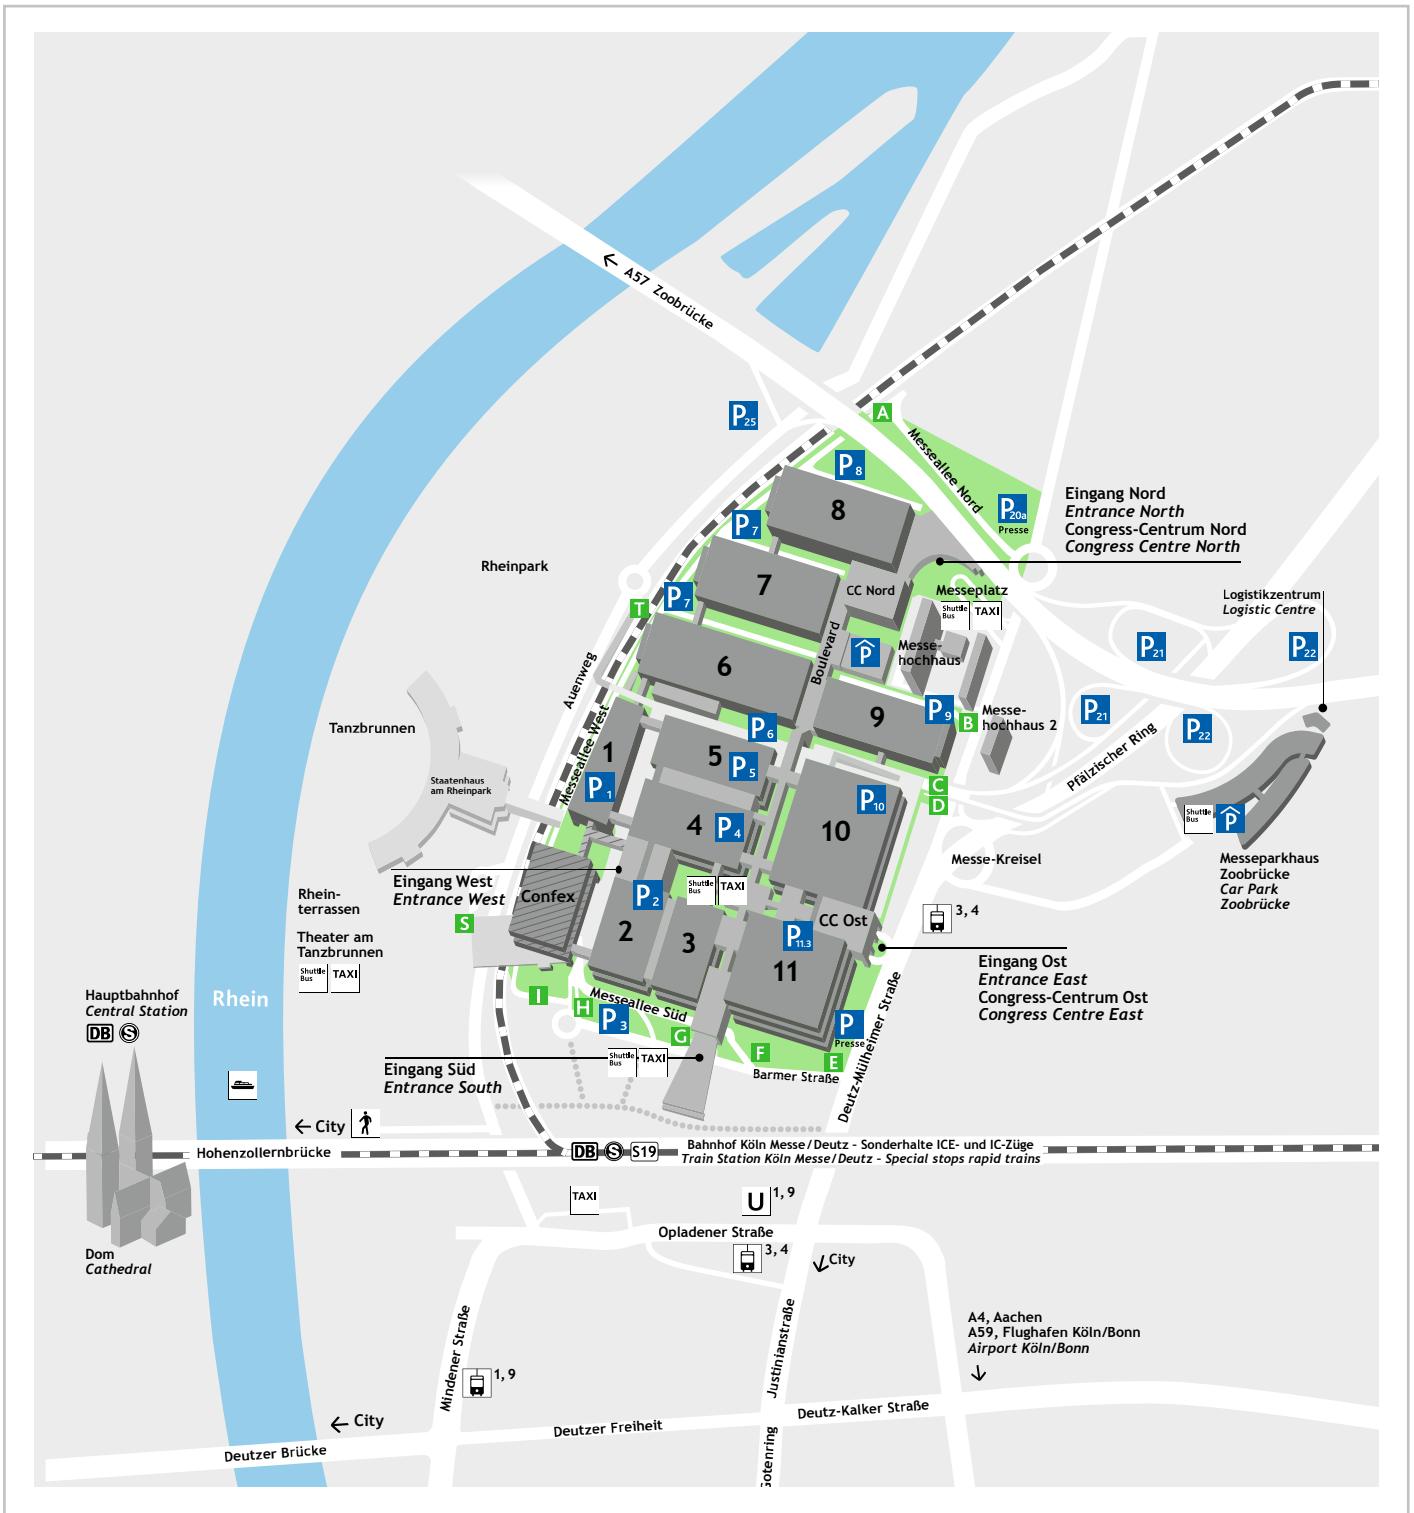 A57 Zoobrücke
P25
A
Messeallee Nord
P8
P20a
Presse
Eingang Nord
Entrance North
Congress-Centrum Nord
Congress Centre North
8
P7
7
CC Nord
Messeplatz
Shuttle
Bus
TAXI
Rheinpark
T
P7
Logistikzentrum
Logistic Centre
P21
P22
Boulevard
P
Messe-
hochhaus
6
Auenweg
9
P9
B
Messe-
hochhaus 2
P21
P22
Pfälzischer Ring
Tanzbrunnen
Messeallee West
1
P1
P6
5
P5
C
D
P10
10
Staatenhaus
am Rheinpark
4
P4
Shuttle
Bus
P
Messeparkhaus
Zoobrücke
Car Park
Zoobrücke
Messe-Kreisel
Eingang West
Entrance West
Confex
P2
Shuttle
Bus
TAXI
Rhein-
terrassen
S
2
3
CC Ost
P11.3
11
3, 4
Theater am
Tanzbrunnen
Shuttle
Bus
TAXI
Eingang Ost
Entrance East
Congress-Centrum Ost
Congress Centre East
Hauptbahnhof
Central Station
DB
S
Rhein
I
H
Messeallee Süd
P3
G
F
E
P
Presse
Deutz-Mülheimer Straße
Eingang Süd
Entrance South
Shuttle
Bus
TAXI
Barmer Straße
City
Hohenzollernbrücke
DB
S
S19
Bahnhof Köln Messe/Deutz - Sonderhalte ICE- und IC-Züge
Train Station Köln Messe/Deutz - Special stops rapid trains
TAXI
U
1, 9
Opladener Straße
3, 4
City
Dom
Cathedral
Mindener Straße
1, 9
Justinianstraße
A4, Aachen
A59, Flughafen Köln/Bonn
Airport Köln/Bonn
City
Deutzer Brücke
Deutzer Freiheit
Deutz-Kalker Straße
Gotenring